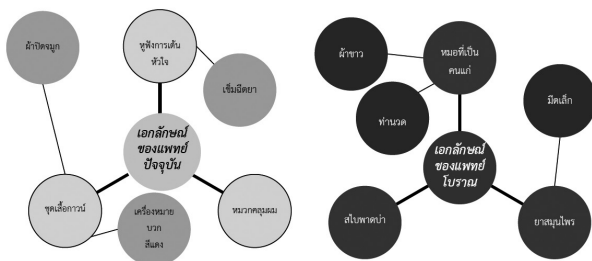 ผ้าปิดจมูก
หูฟังการเต้น
หัวใจ
เข็มฉีดยา
เอกลักษณ์
ของแพทย์
ปัจจุบัน
ชุดเสื้อกาวน์
เครื่องหมาย
บวก
สีแดง
หมวกคลุมผม
ผ้าขาว
หมอที่เป็น
คนแก่
ท่านวด
มีดเล็ก
เอกลักษณ์
ของแพทย์
โบราณ
สไบพาดบ่า
ยาสมุนไพร